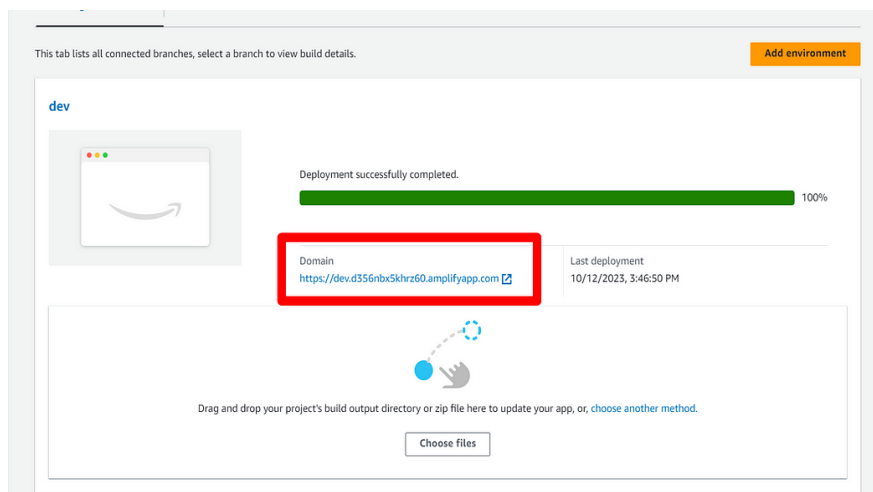 This tab lists all connected branches, select a branch to view build details.
Add environment
dev
Deployment successfully completed.
100%
Domain
https://dev.d356nbx5khrz60.amplifyapp.com
Last deployment
10/12/2023, 3:46:50 PM
Drag and drop your project's build output directory or zip file here to update your app, or, choose another method.
Choose files